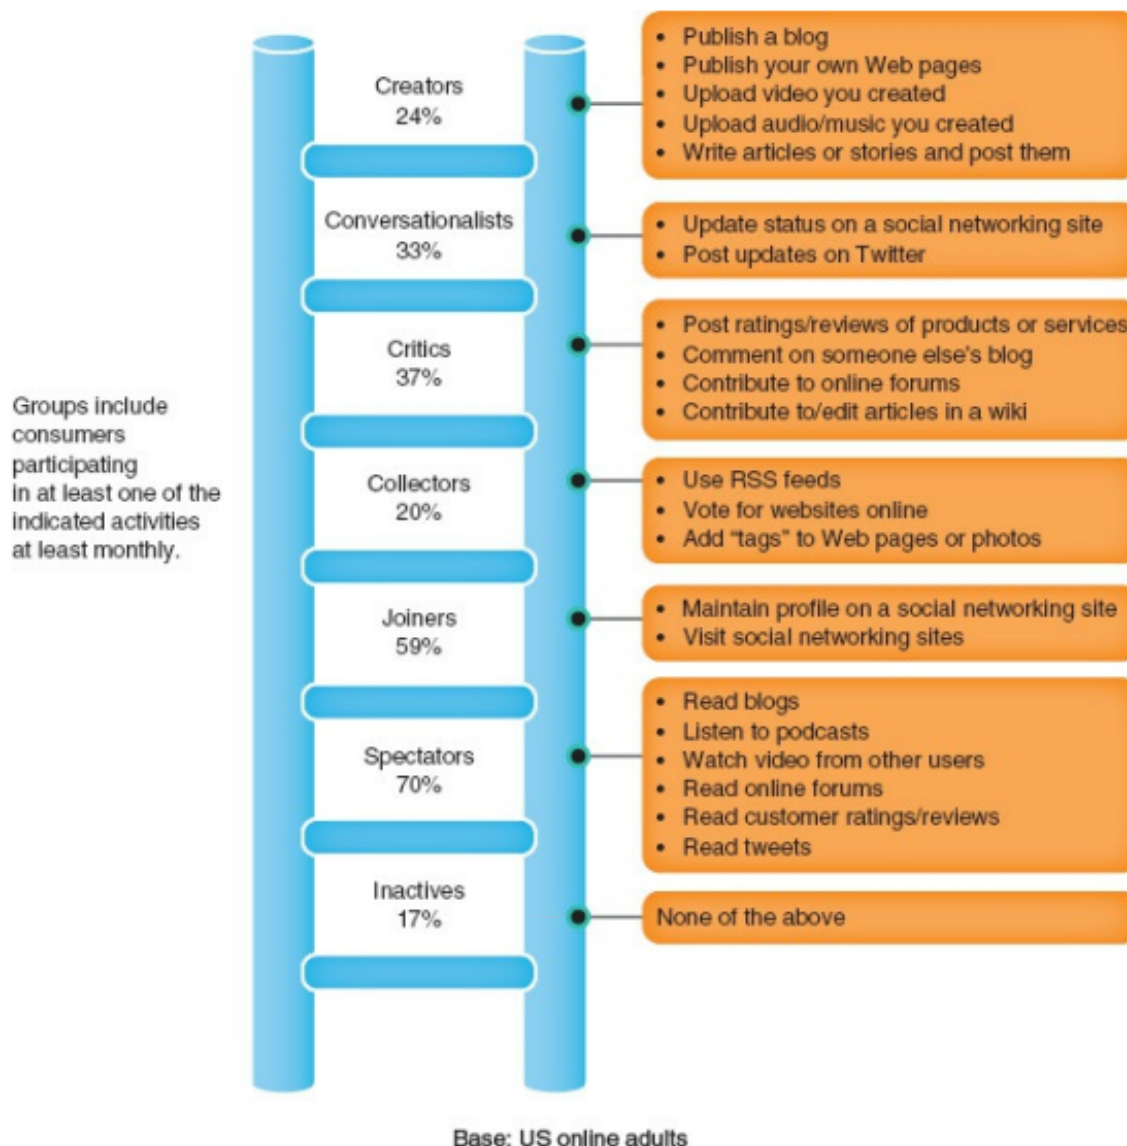 Creators
24%
• Publish a blog
• Publish your own Web pages
• Upload video you created
• Upload audio/music you created
• Write articles or stories and post them
Conversationalists
33%
• Update status on a social networking site
• Post updates on Twitter
Critics
37%
• Post ratings/reviews of products or services
• Comment on someone else's blog
• Contribute to online forums
• Contribute to/edit articles in a wiki
Groups include
consumers
participating
in at least one of the
indicated activities
at least monthly.
Collectors
20%
• Use RSS feeds
• Vote for websites online
• Add “tags” to Web pages or photos
Joiners
59%
• Maintain profile on a social networking site
• Visit social networking sites
Spectators
70%
• Read blogs
• Listen to podcasts
• Watch video from other users
• Read online forums
• Read customer ratings/reviews
• Read tweets
Inactives
17%
None of the above
Base: US online adults